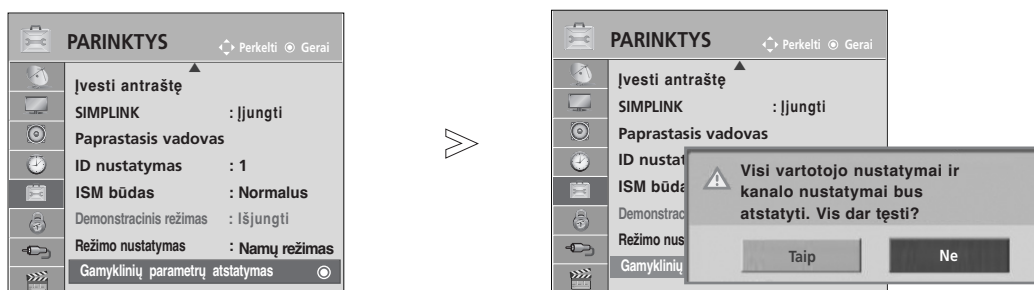 PARINKTYS
Perkelti Gerai
Įvesti antraštę
SIMPLINK : Įjungti
Paprastasis vadovas
ID nustatymas : 1
ISM būdas : Normalus
Demonstracinis režimas : Išjungti
Režimo nustatymas : Namų režimas
Gamyklinių parametrų atstatymas
PARINKTYS
Perkelti Gerai
Įvesti antraštę
SIMPLINK : Įjungti
Paprastasis vadovas
ID nustat
ISM būda
Demonstrac
Režimo nus
Gamyklinių
Visi vartotojo nustatymai ir
kanalo nustatymai bus
atstatyti. Vis dar tęsti?
Taip Ne